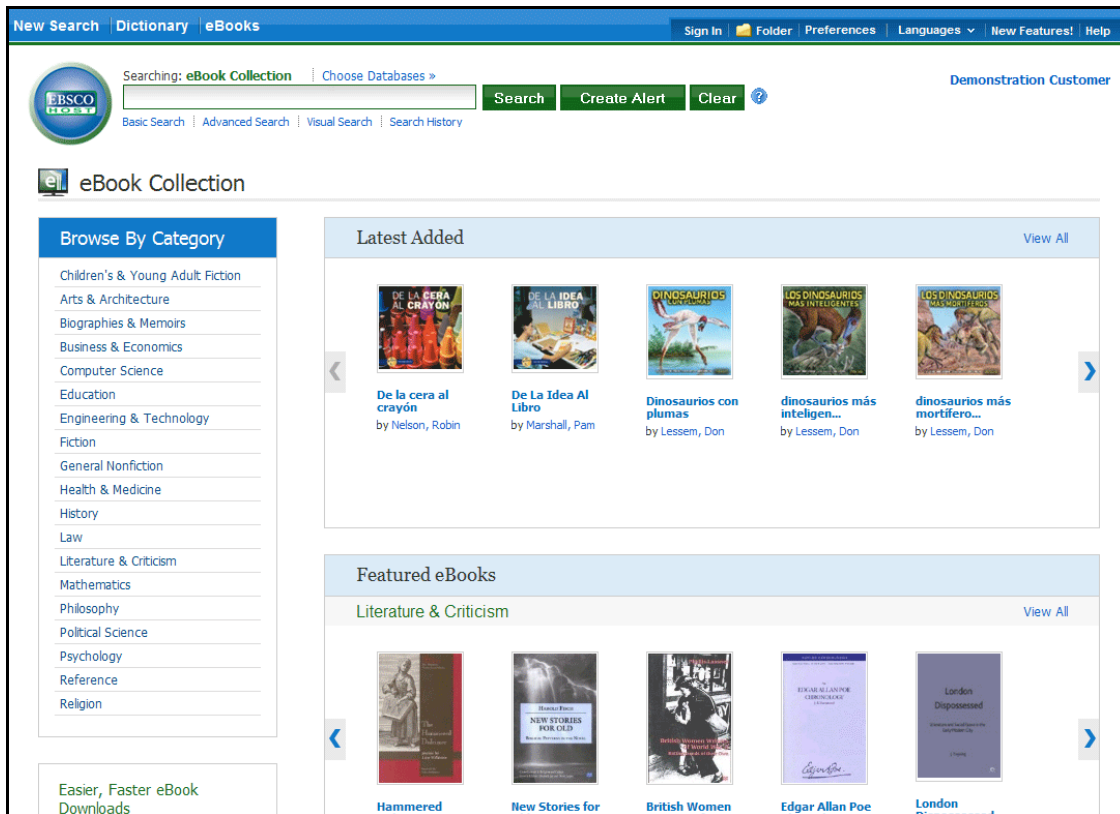 New Search Dictionary eBooks
Sign In Folder Preferences Languages New Features! Help
Searching: eBook Collection Choose Databases »
Demonstration Customer
EBSCO
HOST
Search Create Alert Clear ?
Basic Search Advanced Search Visual Search Search History
eBook Collection
Browse By Category
Children's & Young Adult Fiction
Arts & Architecture
Biographies & Memoirs
Business & Economics
Computer Science
Education
Engineering & Technology
Fiction
General Nonfiction
Health & Medicine
History
Law
Literature & Criticism
Mathematics
Philosophy
Political Science
Psychology
Reference
Religion
Easier, Faster eBook
Downloads
Latest Added
View All
DE LA CERA
AL CRAYÓN
De la cera al
crayón
by Nelson, Robin
DE LA IDEA
AL LIBRO
De La Idea Al
Libro
by Marshall, Pam
DINOSAURIOS
CON PLUMAS
Dinosaurios con
plumas
by Lessem, Don
LOS DINOSAURIOS
MÁS INTELIGENTES
dinosaurios más
inteligen...
by Lessem, Don
LOS DINOSAURIOS
MÁS MORTÍFEROS
dinosaurios más
mortífero...
by Lessem, Don
Featured eBooks
Literature & Criticism
View All
The
Hammered
Dulcimer
Hammered
HAROLD FISCH
NEW STORIES
FOR OLD
New Stories for
British Women
EDGAR ALLAN POE
CHRONOLOGY
Edgar Allan Poe
London
Dispossessed
London
Dispossessed